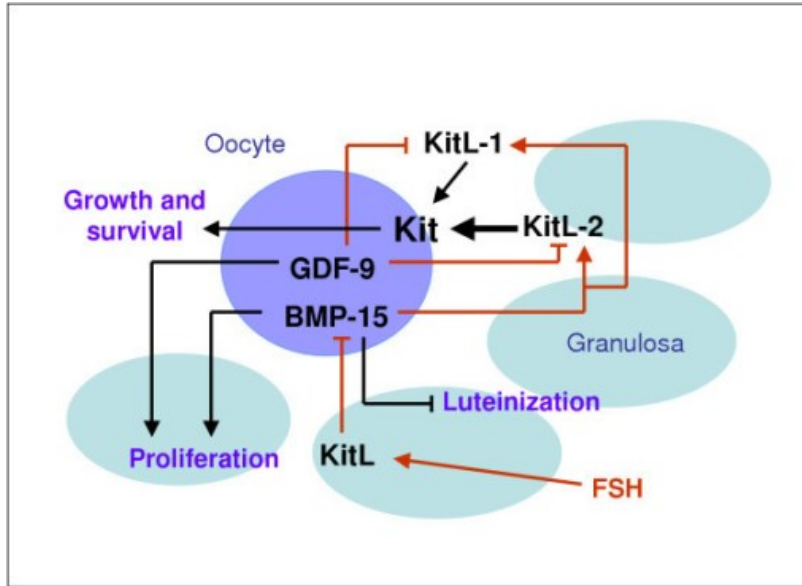 KitL-1
Oocyte
Growth and
survival
Kit
KitL-2
GDF-9
BMP-15
Granulosa
Luteinization
Proliferation
KitL
FSH